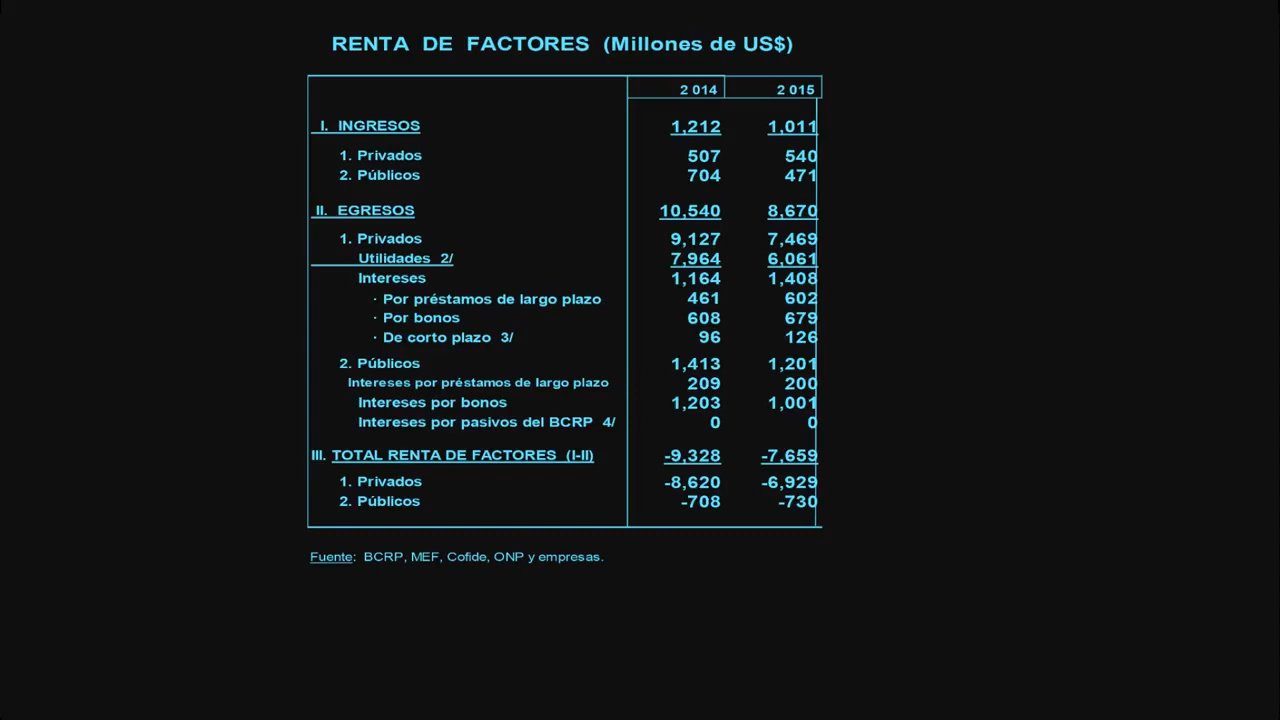 RENTA DE FACTORES (Millones de US$)
2 014 2 015
I. INGRESOS 1,212 1,011
1. Privados 507 540
2. Públicos 704 471
II. EGRESOS 10,540 8,670
1. Privados 9,127 7,469
Utilidades 2/ 7,964 6,061
Intereses 1,164 1,408
· Por préstamos de largo plazo 461 602
· Por bonos 608 679
· De corto plazo 3/ 96 126
2. Públicos 1,413 1,201
Intereses por préstamos de largo plazo 209 200
Intereses por bonos 1,203 1,001
Intereses por pasivos del BCRP 4/ 0 0
III. TOTAL RENTA DE FACTORES (I-II) -9,328 -7,659
1. Privados -8,620 -6,929
2. Públicos -708 -730
Fuente: BCRP, MEF, Cofide, ONP y empresas.